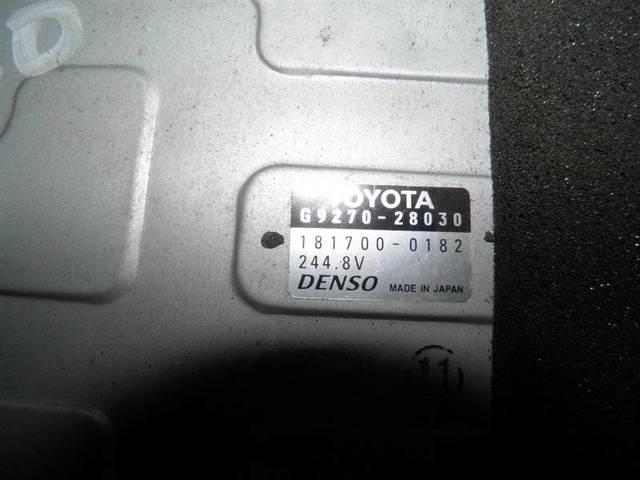 TOYOTA
G9270-28030
181700-0182
244.8V
DENSO MADE IN JAPAN
11